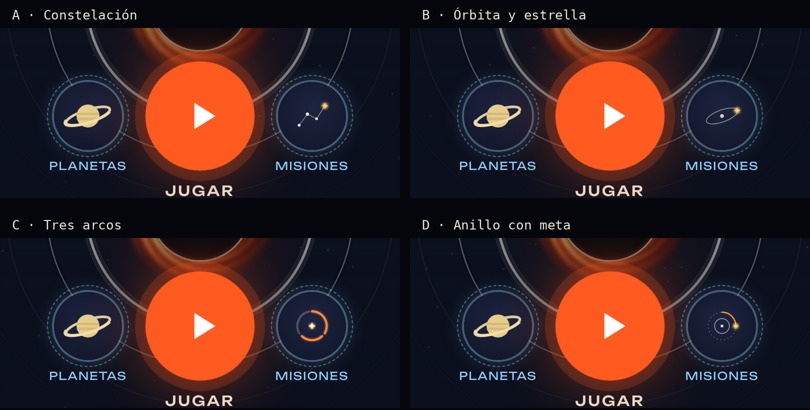 A · Constelación
PLANETAS
MISIONES
JUGAR
B · Órbita y estrella
PLANETAS
MISIONES
JUGAR
C · Tres arcos
PLANETAS
MISIONES
JUGAR
D · Anillo con meta
PLANETAS
MISIONES
JUGAR